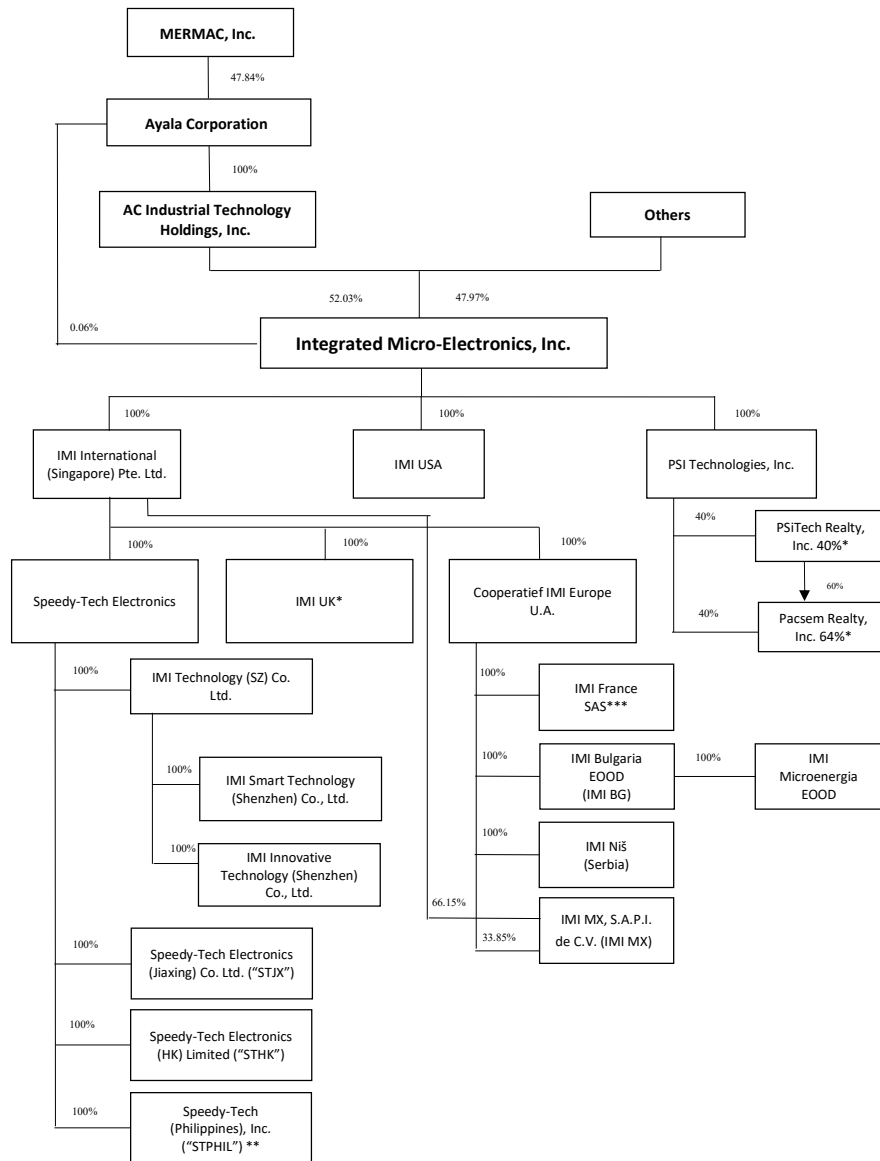 MERMAC, Inc.
47.84%
Ayala Corporation
100%
AC Industrial Technology
Holdings, Inc.
Others
52.03%
47.97%
0.06%
Integrated Micro-Electronics, Inc.
100%
100%
100%
IMI International
(Singapore) Pte. Ltd.
IMI USA
PSI Technologies, Inc.
40%
PSiTech Realty,
Inc. 40%*
60%
40%
Pacsem Realty,
Inc. 64%*
100%
100%
100%
Speedy-Tech Electronics
IMI UK*
Cooperatief IMI Europe
U.A.
100%
IMI Technology (SZ) Co.
Ltd.
100%
IMI Smart Technology
(Shenzhen) Co., Ltd.
100%
IMI Innovative
Technology (Shenzhen)
Co., Ltd.
100%
IMI France
SAS***
100%
IMI Bulgaria
EOOD
(IMI BG)
100%
IMI
Microenergia
EOOD
100%
IMI Niš
(Serbia)
66.15%
33.85%
IMI MX, S.A.P.I.
de C.V. (IMI MX)
100%
Speedy-Tech Electronics
(Jiaxing) Co. Ltd. (“STJX”)
100%
Speedy-Tech Electronics
(HK) Limited (“STHK”)
100%
Speedy-Tech
(Philippines), Inc.
(“STPHIL”) **